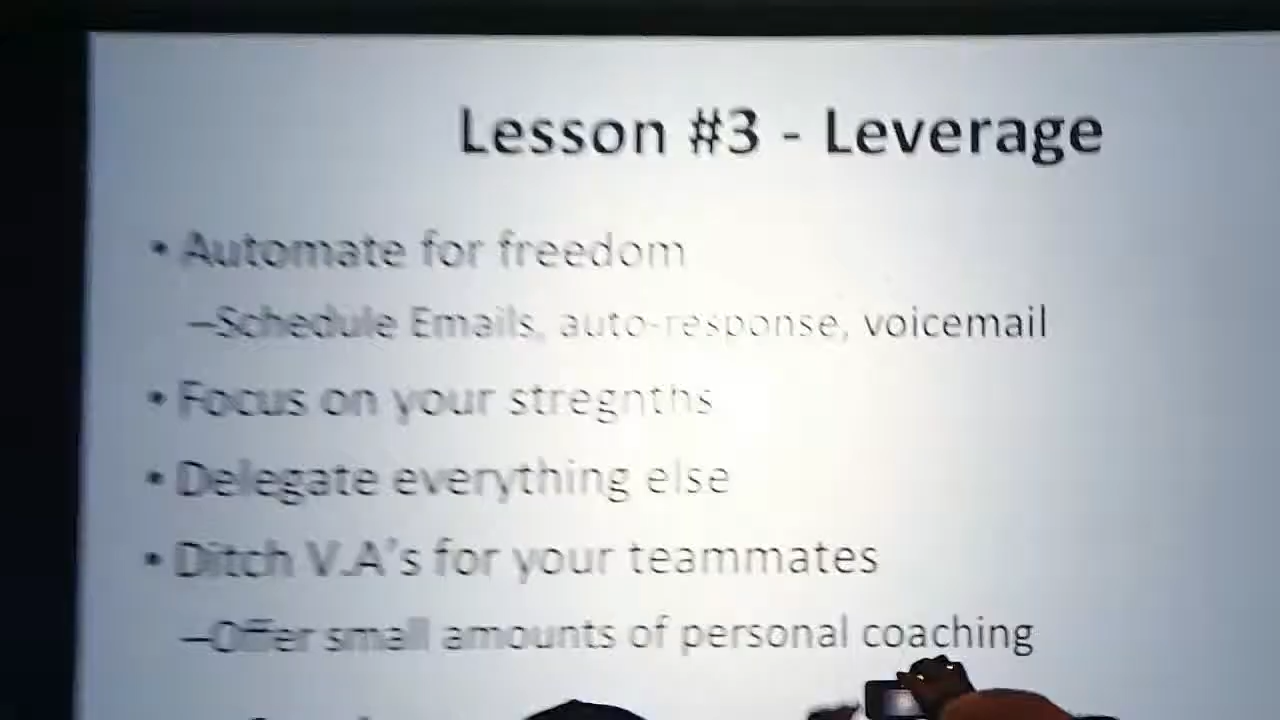 Lesson #3 - Leverage
• Automate for freedom
–Schedule Emails, auto-response, voicemail
• Focus on your stregnths
• Delegate everything else
• Ditch V.A's for your teammates
–Offer small amounts of personal coaching